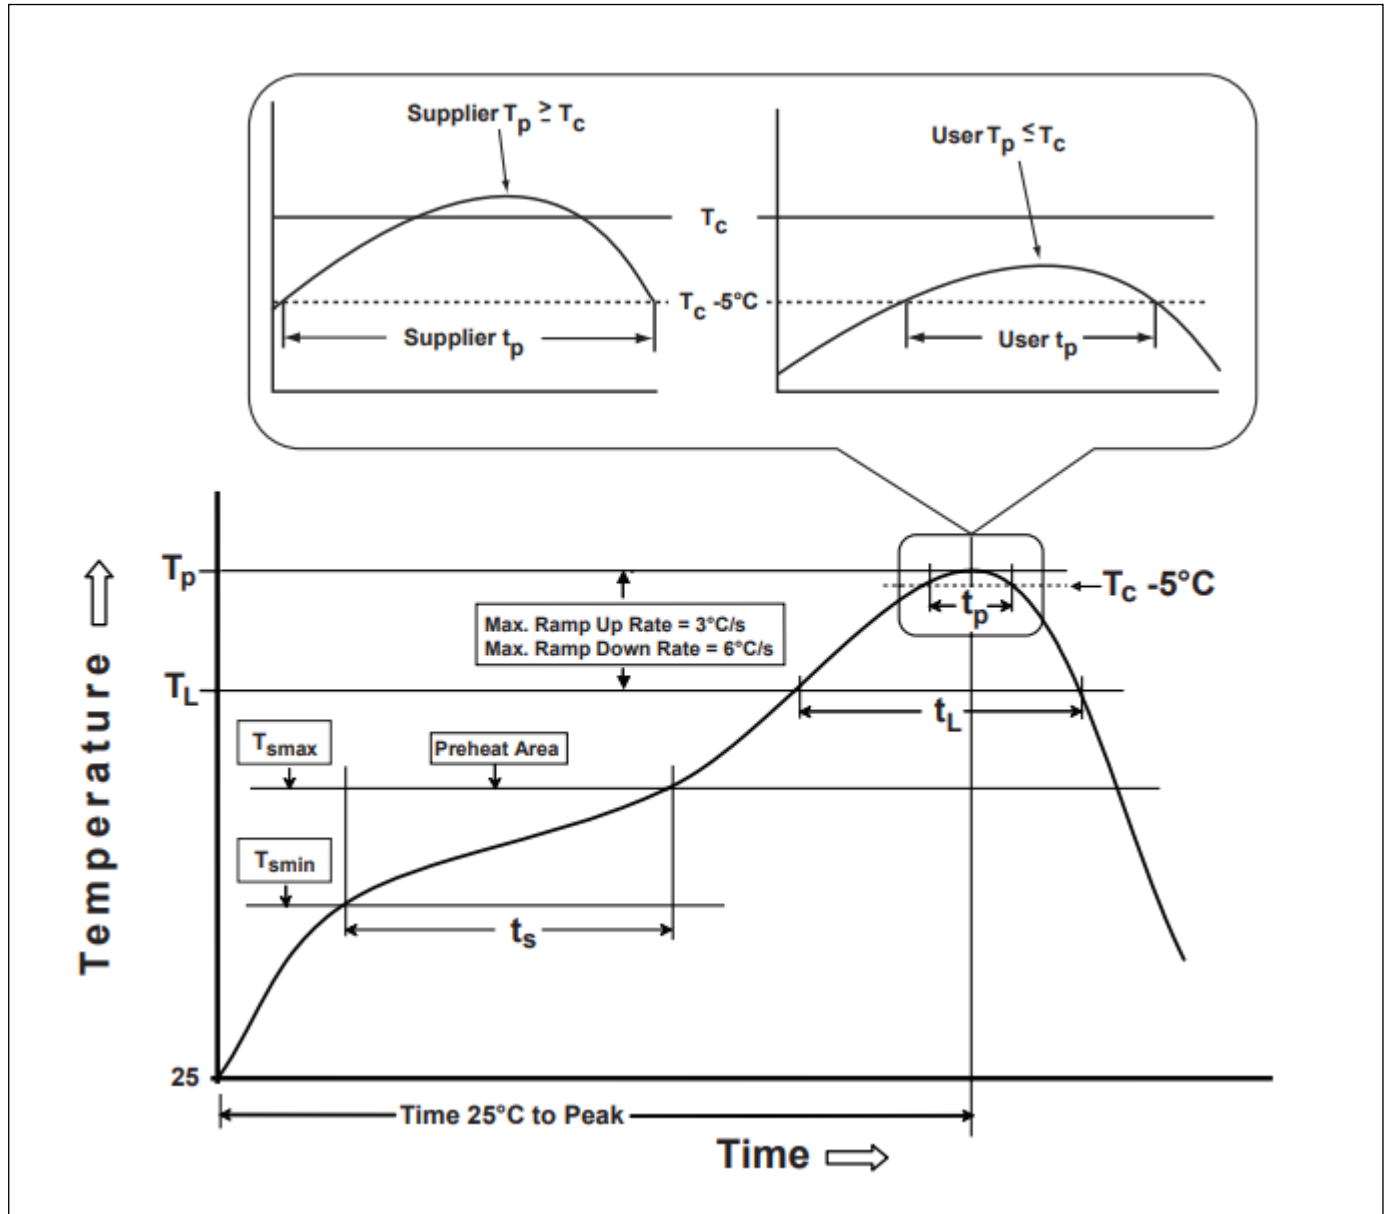 Supplier Tp ≥ Tc
User Tp ≤ Tc
Tc
Tc -5°C
Supplier tp
User tp
Tp
Tc -5°C
tp
Max. Ramp Up Rate = 3°C/s
Max. Ramp Down Rate = 6°C/s
TL
tL
Tsmax
Preheat Area
Tsmin
ts
Temperature
25
Time 25°C to Peak
Time